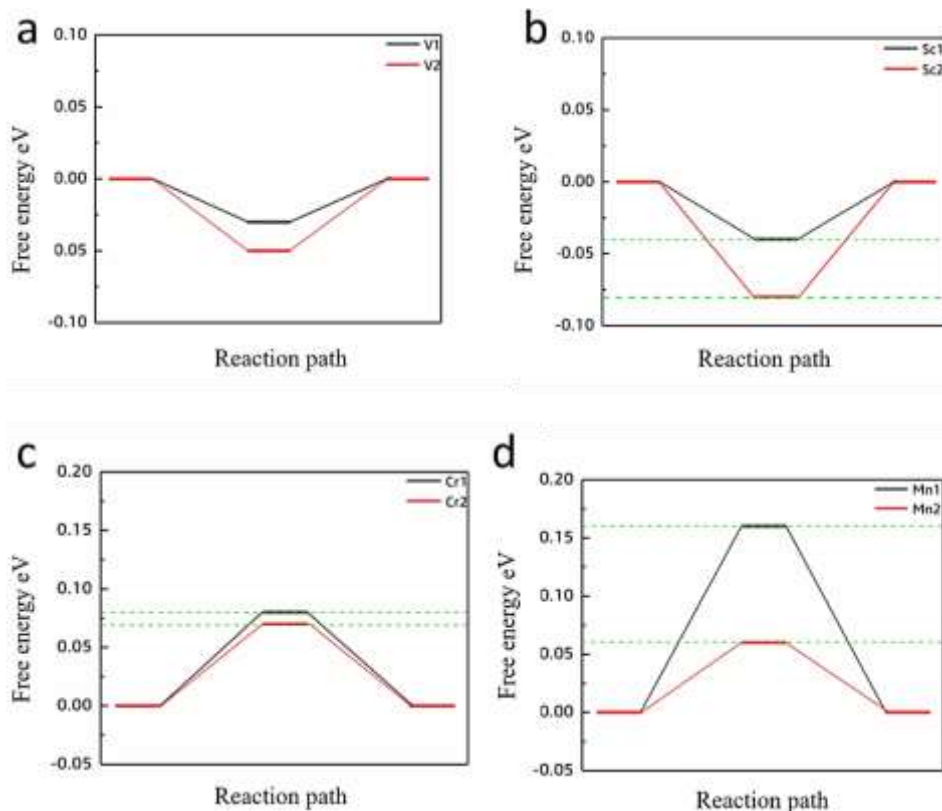 a
V1
V2
0.10
0.05
0.00
0.05
-0.10
Free energy eV
Reaction path
b
Sc1
Sc2
0.10
0.05
0.00
-0.05
-0.10
Free energy eV
Reaction path
c
Cr1
Cr2
0.20
0.15
0.10
0.05
0.00
-0.05
Free energy eV
Reaction path
d
Mn1
Mn2
0.20
0.15
0.10
0.05
0.00
-0.05
Free energy eV
Reaction path